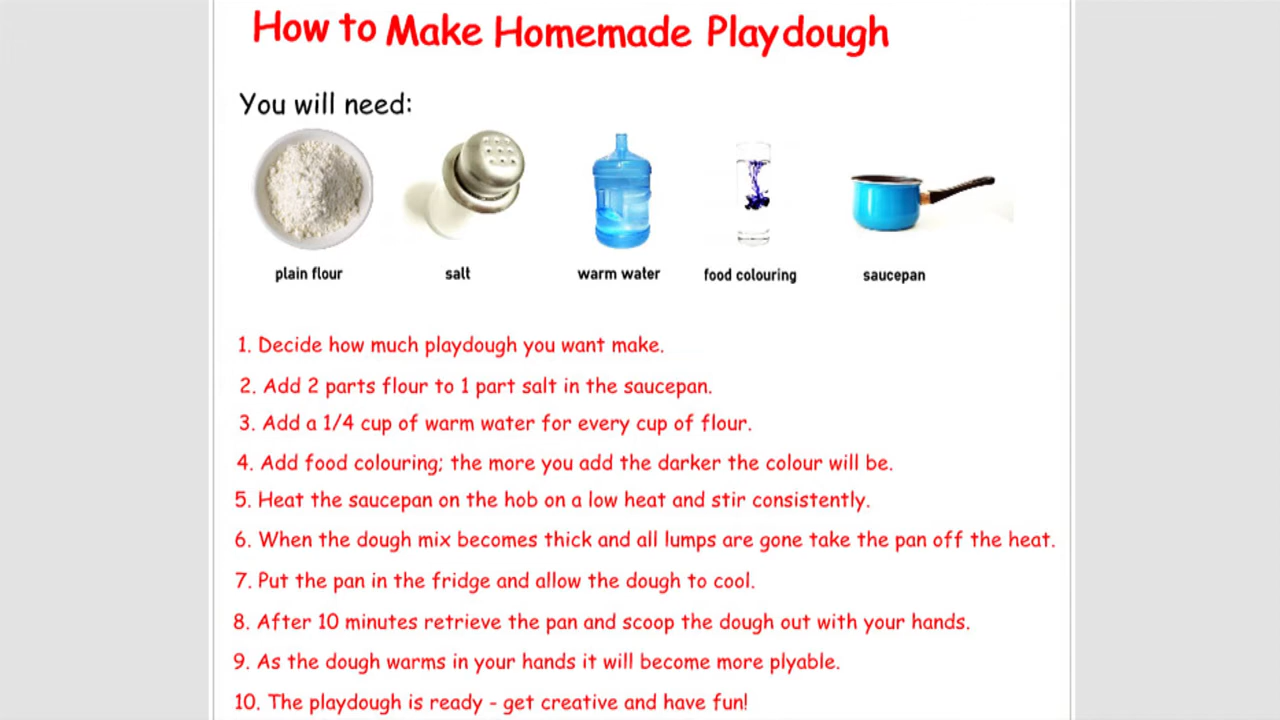 How to Make Homemade Playdough
You will need:
plain flour
salt
warm water
food colouring
saucepan
1. Decide how much playdough you want make.
2. Add 2 parts flour to 1 part salt in the saucepan.
3. Add a 1/4 cup of warm water for every cup of flour.
4. Add food colouring; the more you add the darker the colour will be.
5. Heat the saucepan on the hob on a low heat and stir consistently.
6. When the dough mix becomes thick and all lumps are gone take the pan off the heat.
7. Put the pan in the fridge and allow the dough to cool.
8. After 10 minutes retrieve the pan and scoop the dough out with your hands.
9. As the dough warms in your hands it will become more plyable.
10. The playdough is ready - get creative and have fun!